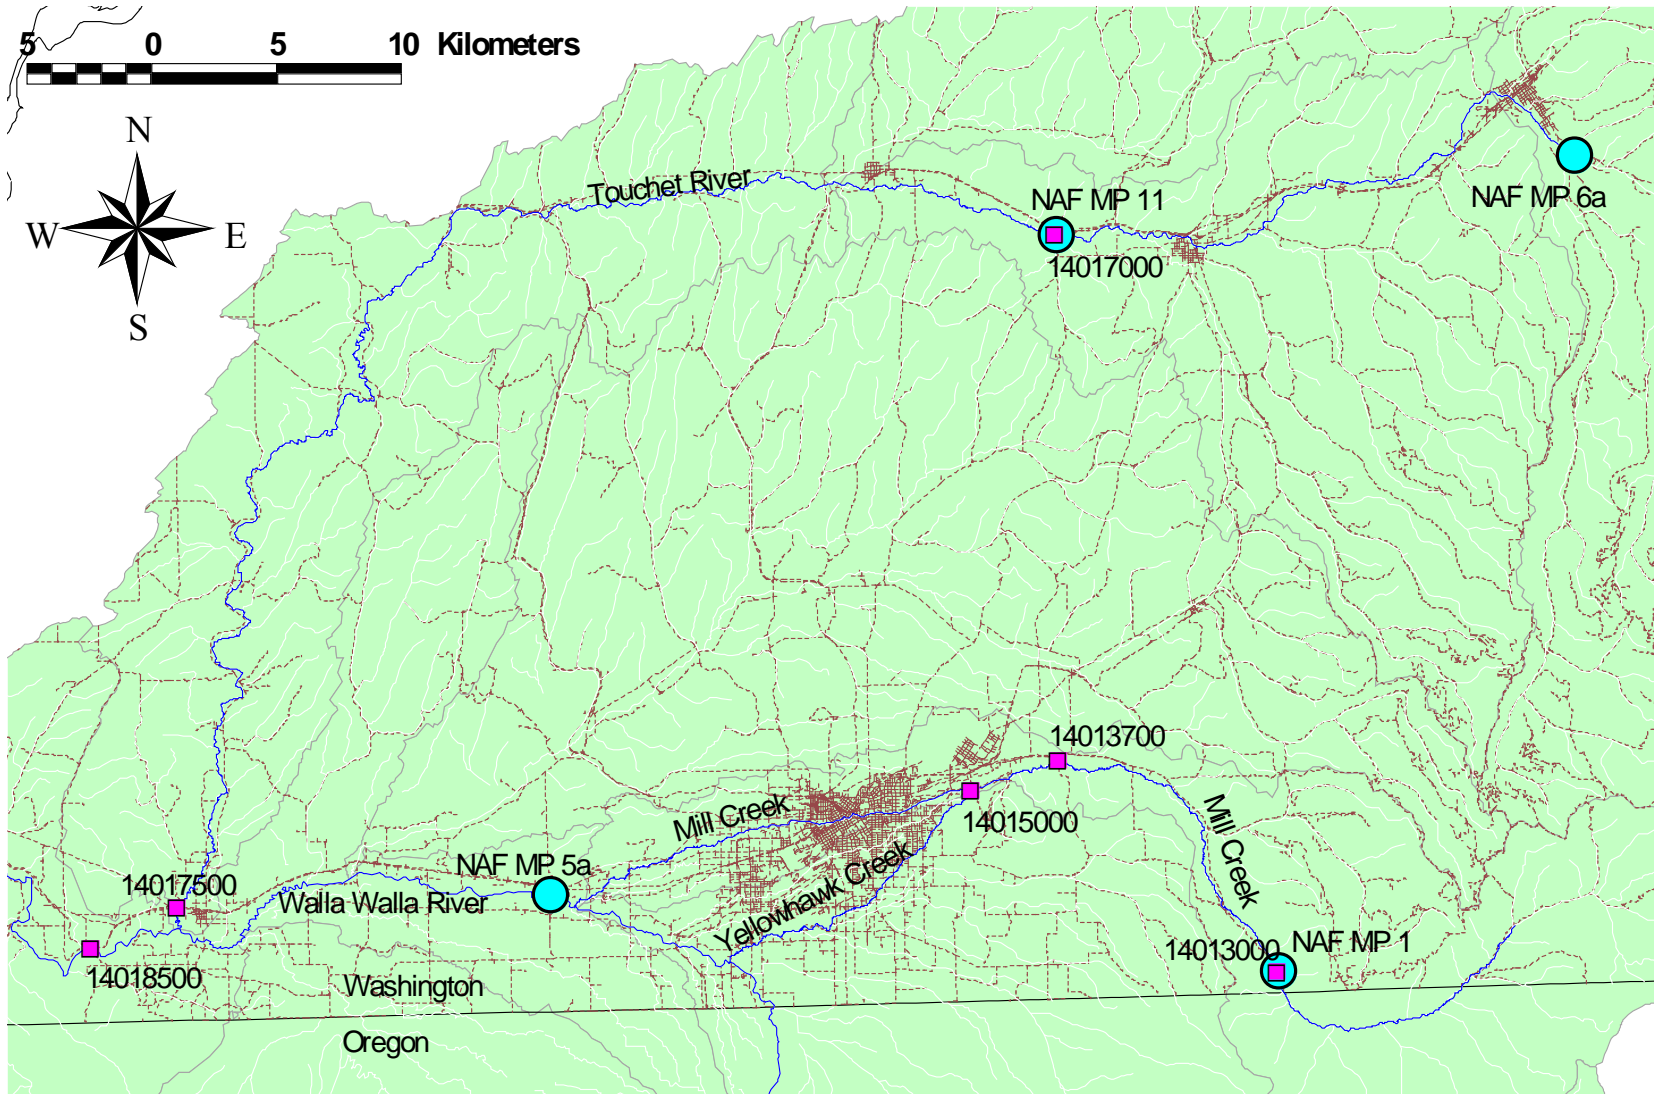 5 0 5 10 Kilometers
N
W E
S
Touchet River
NAF MP 11
14017000
NAF MP 6a
14013700
14015000
Mill Creek
Mill Creek
Yellowhawk Creek
NAF MP 5a
14017500
Walla Walla River
14018500
14013000 NAF MP 1
Washington
Oregon